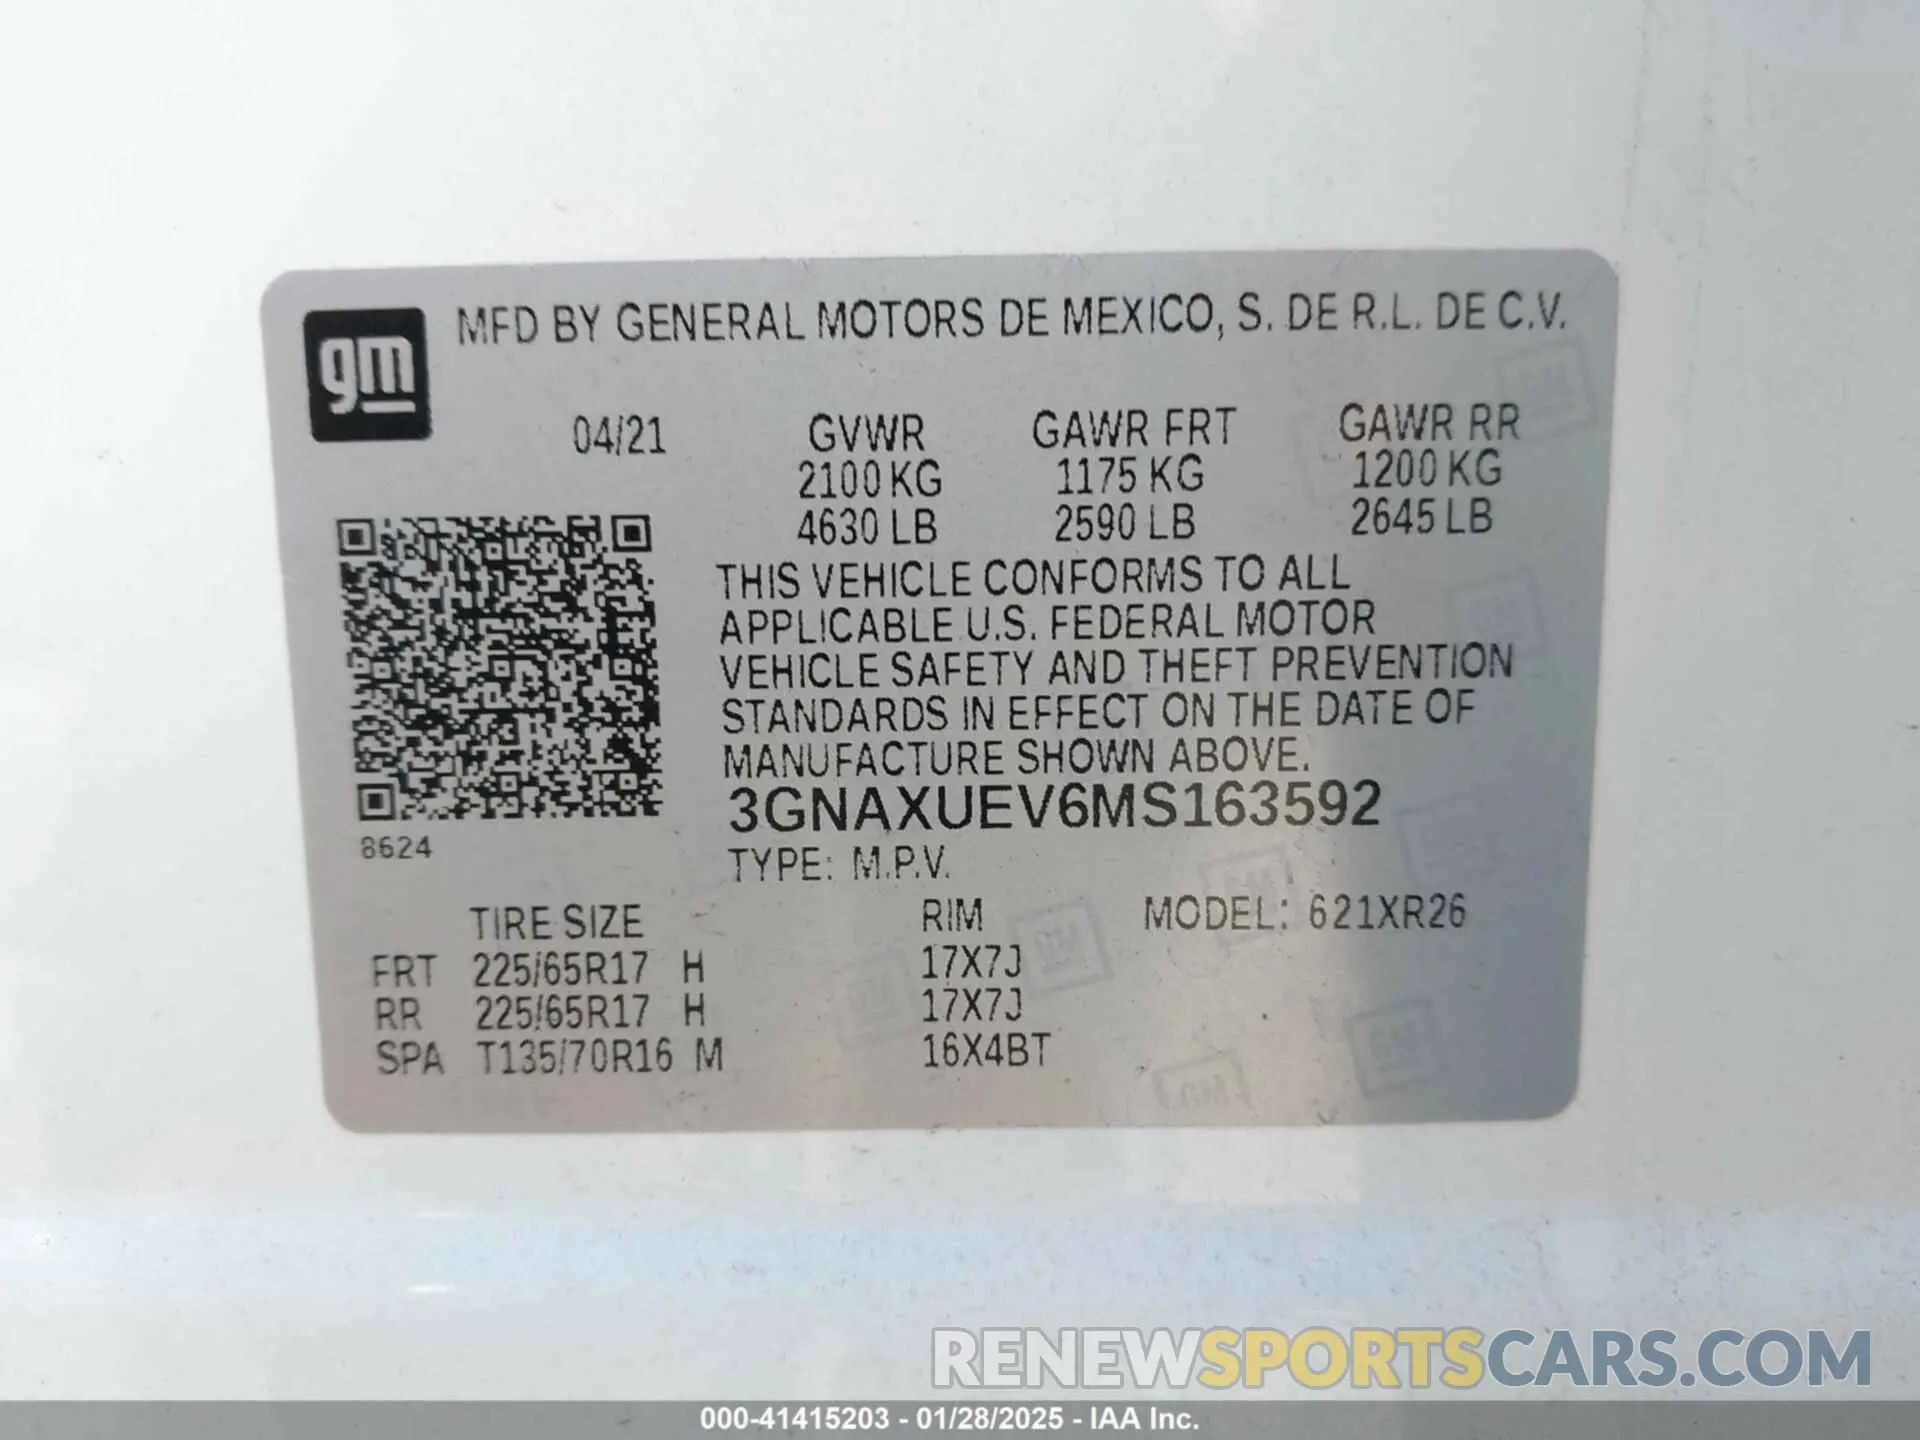 gm
MFD BY GENERAL MOTORS DE MEXICO, S. DE R.L. DE C.V.
04/21 GVWR GAWR FRT GAWR RR
2100 KG 1175 KG 1200 KG
4630 LB 2590 LB 2645 LB
THIS VEHICLE CONFORMS TO ALL
APPLICABLE U.S. FEDERAL MOTOR
VEHICLE SAFETY AND THEFT PREVENTION
STANDARDS IN EFFECT ON THE DATE OF
MANUFACTURE SHOWN ABOVE.
3GNAXUEV6MS163592
8624
TYPE: M.P.V.
TIRE SIZE RIM MODEL: 621XR26
FRT 225/65R17 H 17X7J
RR 225/65R17 H 17X7J
SPA T135/70R16 M 16X4BT
RENEWSPORTSCARS.COM
000-41415203 - 01/28/2025 - IAA Inc.